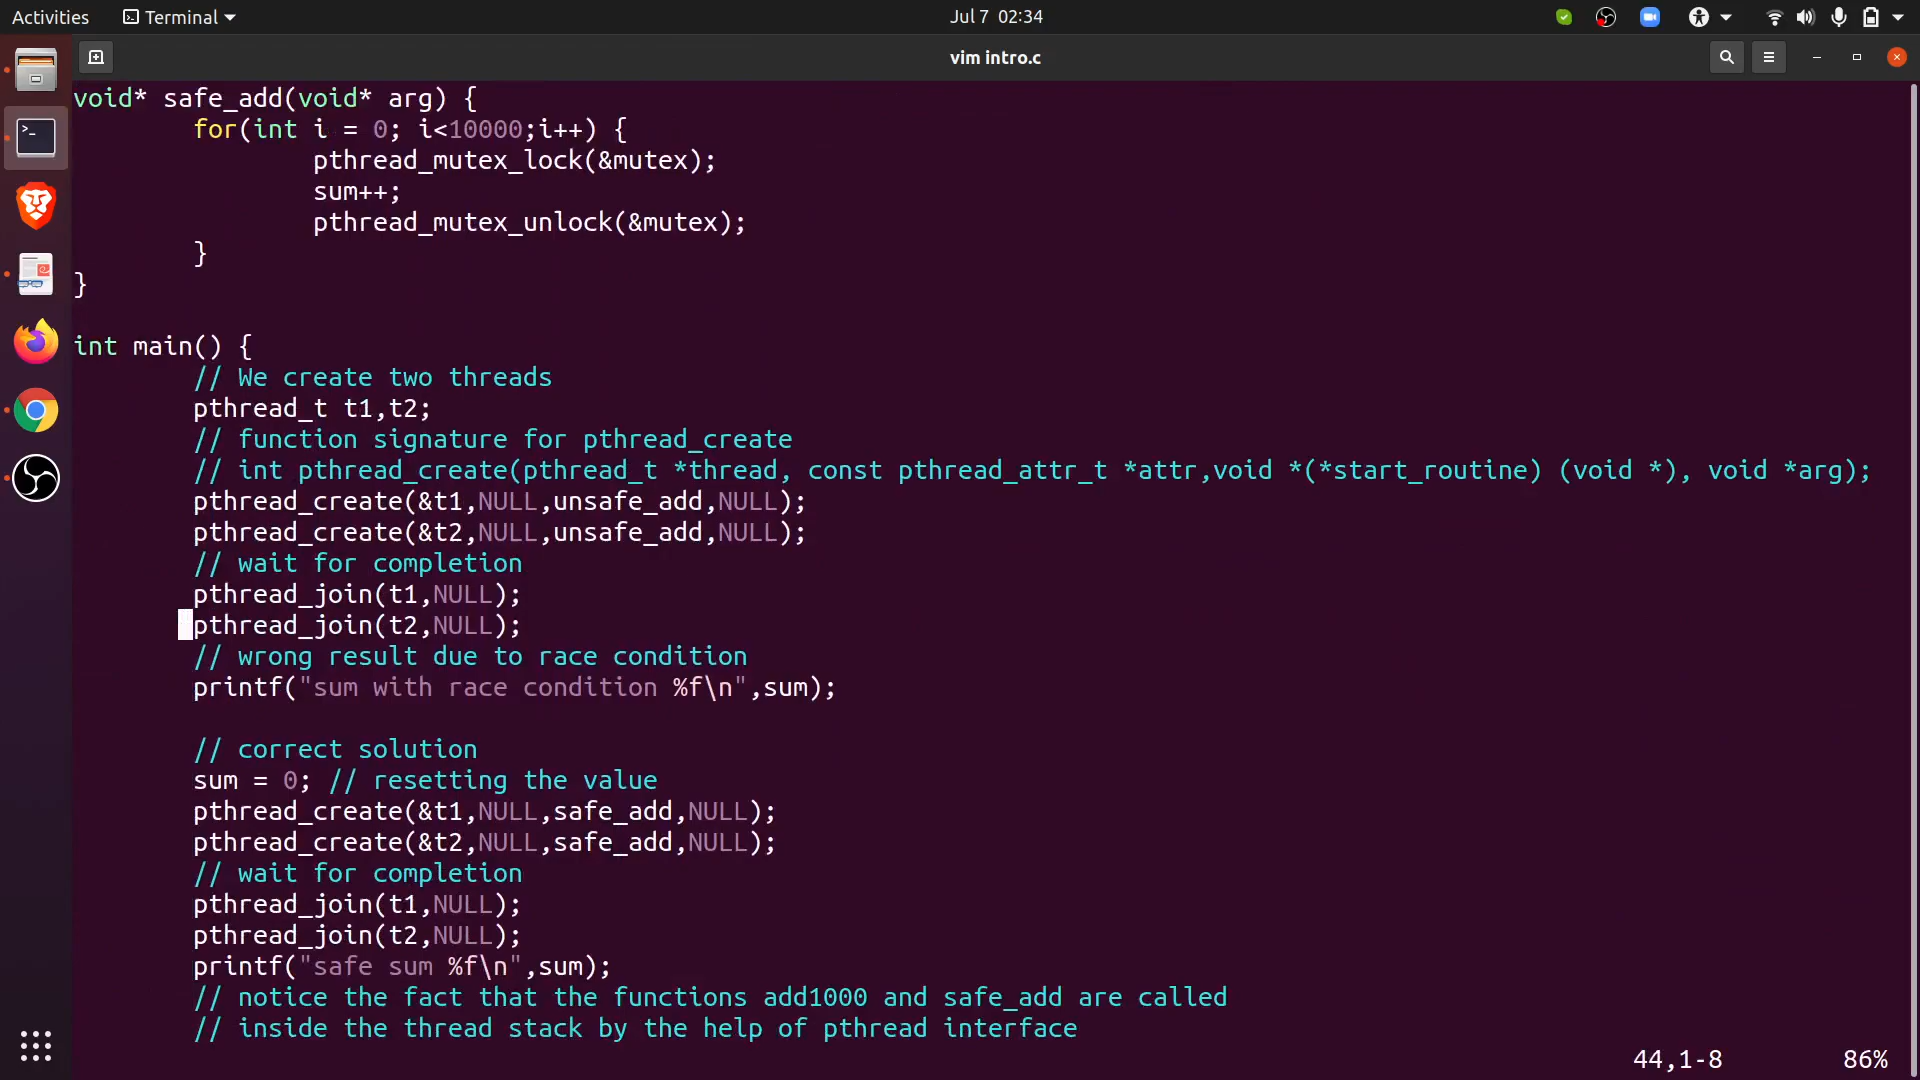 Activities Terminal Jul 7 02:34
vim intro.c
void* safe_add(void* arg) {
for(int i = 0; i<10000;i++) {
pthread_mutex_lock(&mutex);
sum++;
pthread_mutex_unlock(&mutex);
}
}
int main() {
// We create two threads
pthread_t t1,t2;
// function signature for pthread_create
// int pthread_create(pthread_t *thread, const pthread_attr_t *attr,void *(*start_routine) (void *), void *arg);
pthread_create(&t1,NULL,unsafe_add,NULL);
pthread_create(&t2,NULL,unsafe_add,NULL);
// wait for completion
pthread_join(t1,NULL);
pthread_join(t2,NULL);
// wrong result due to race condition
printf("sum with race condition %f\n",sum);
// correct solution
sum = 0; // resetting the value
pthread_create(&t1,NULL,safe_add,NULL);
pthread_create(&t2,NULL,safe_add,NULL);
// wait for completion
pthread_join(t1,NULL);
pthread_join(t2,NULL);
printf("safe sum %f\n",sum);
// notice the fact that the functions add1000 and safe_add are called
// inside the thread stack by the help of pthread interface
44,1-8 86%